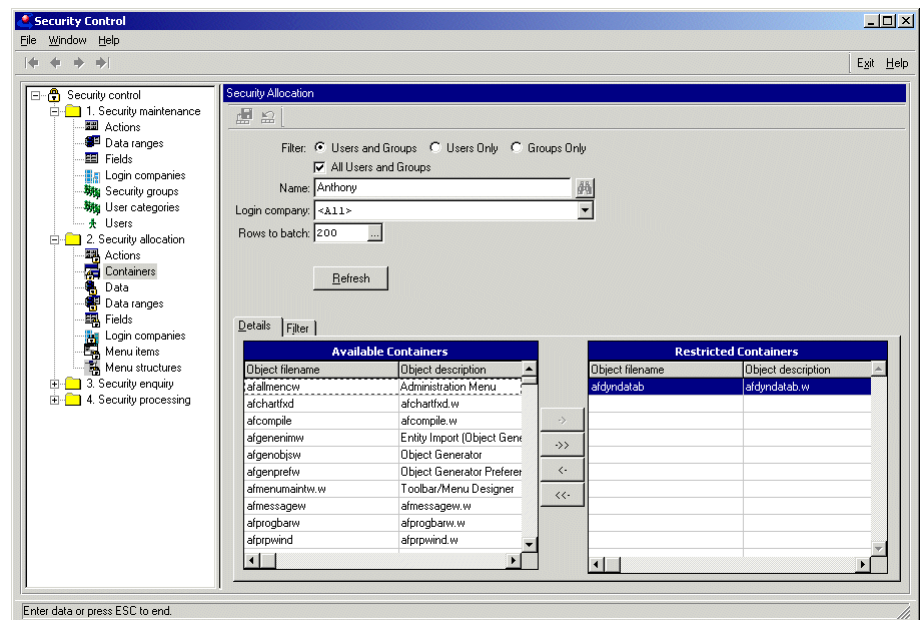 Security Control
File Window Help
Exit Help
Security control
1. Security maintenance
Actions
Data ranges
Fields
Login companies
Security groups
User categories
Users
2. Security allocation
Actions
Containers
Data
Data ranges
Fields
Login companies
Menu items
Menu structures
3. Security enquiry
4. Security processing
Security Allocation
Filter: Users and Groups Users Only Groups Only
All Users and Groups
Name: Anthony
Login company: <All>
Rows to batch: 200 ...
Refresh
Details Filter
Available Containers
Object filename Object description
afallmencw Administration Menu
afchartfxd afchartfxd.w
afcompile afcompile.w
afgenenimw Entity Import (Object Gene
afgenobjsw Object Generator
afgenprefw Object Generator Preferer
afmenumaintw.w Toolbar/Menu Designer
afmessagew afmessagew.w
afprogbarw afprogbarw.w
afprpwind afprpwind.w
->
->>
<-
<<-
Restricted Containers
Object filename Object description
afdyndatab afdyndatab.w
Enter data or press ESC to end.